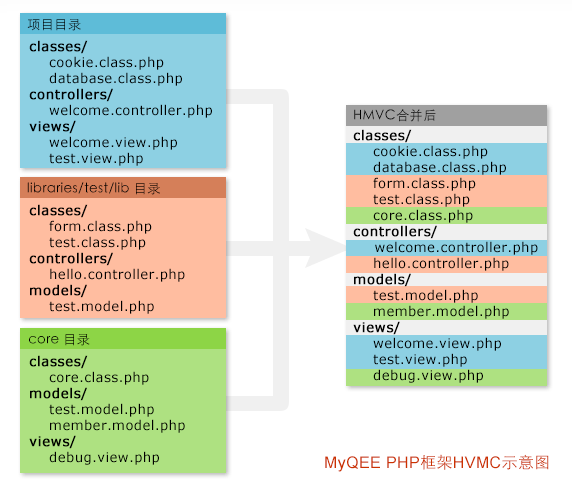 项目目录
classes/
cookie.class.php
database.class.php
controllers/
welcome.controller.php
views/
welcome.view.php
test.view.php
libraries/test/lib 目录
classes/
form.class.php
test.class.php
controllers/
hello.controller.php
models/
test.model.php
core 目录
classes/
core.class.php
models/
test.model.php
member.model.php
views/
debug.view.php
HMVC合并后
classes/
cookie.class.php
database.class.php
form.class.php
test.class.php
core.class.php
controllers/
welcome.controller.php
hello.controller.php
models/
test.model.php
member.model.php
views/
welcome.view.php
test.view.php
debug.view.php
MyQEE PHP框架HVMC示意图